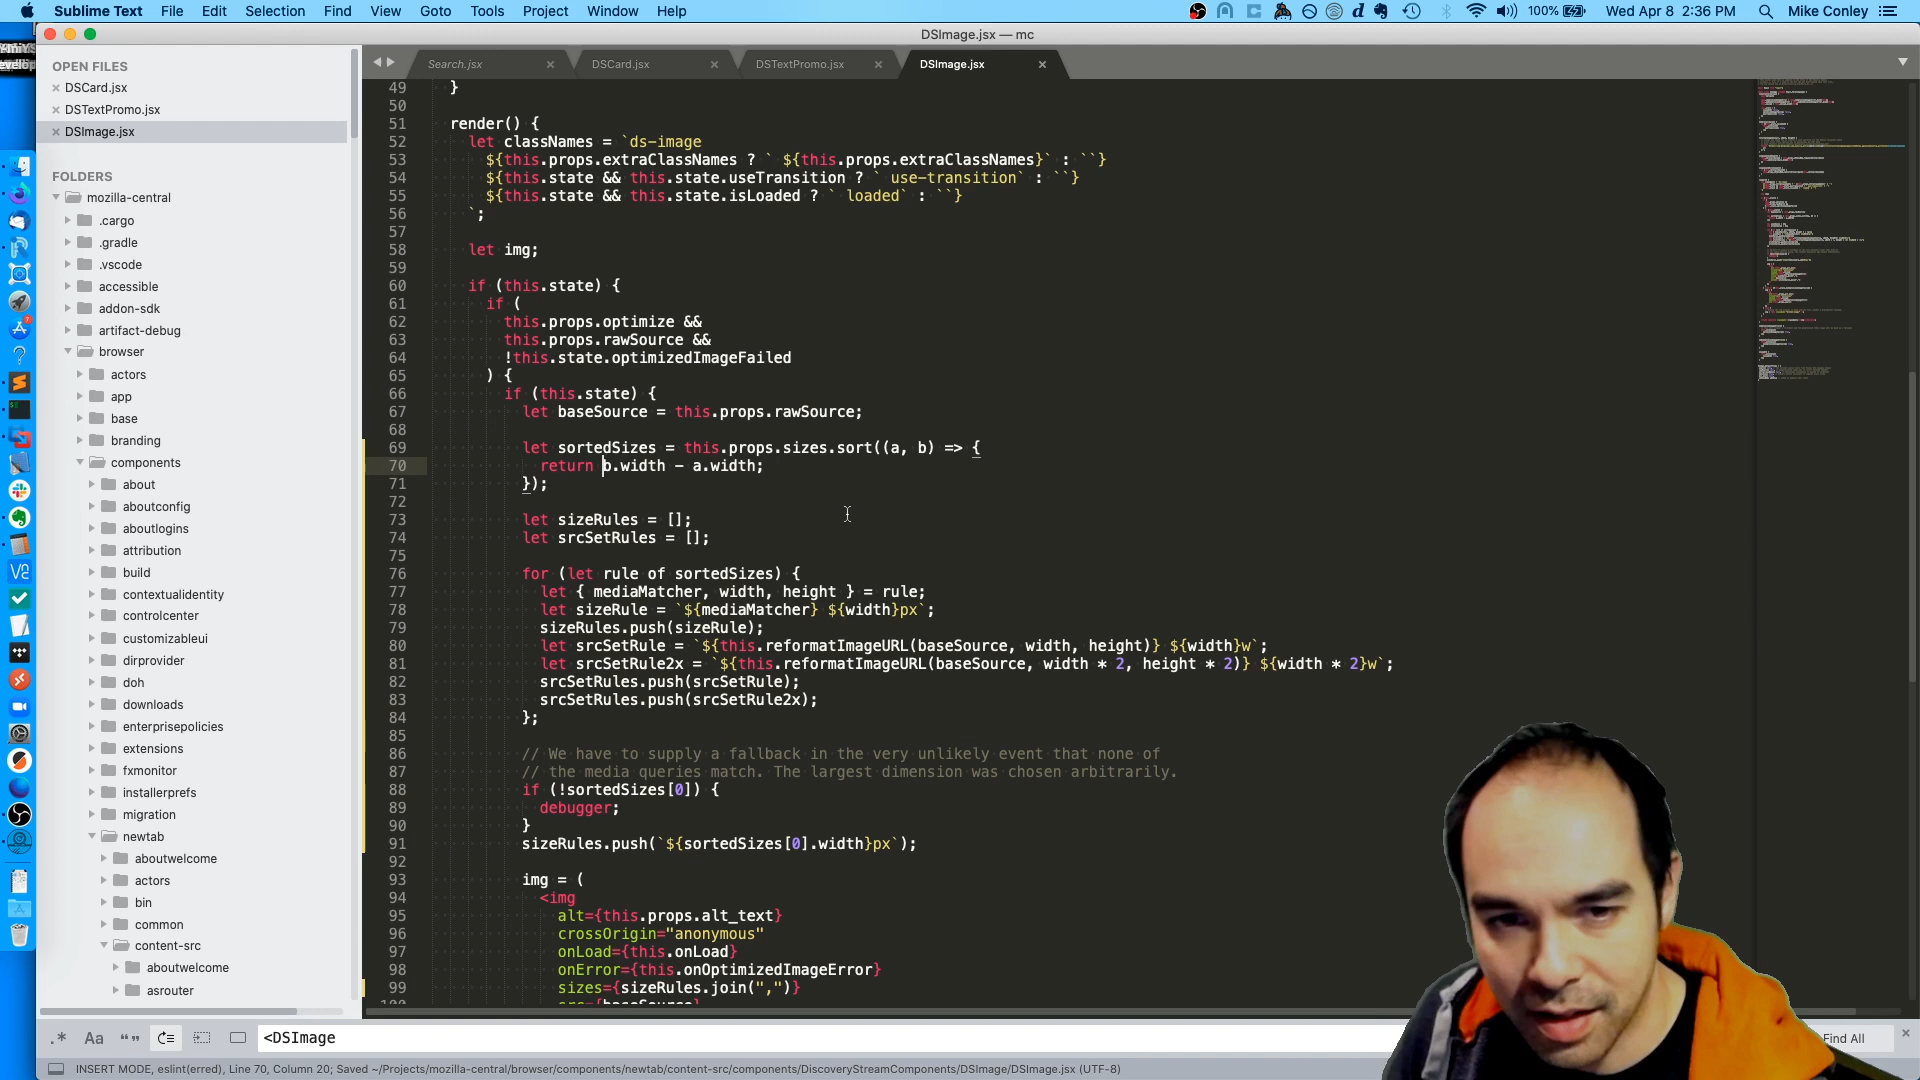 Sublime Text File Edit Selection Find View Goto Tools Project Window Help
100% Wed Apr 8 2:36 PM Mike Conley
DSImage.jsx — mc
OPEN FILES
DSCard.jsx
DSTextPromo.jsx
DSImage.jsx
FOLDERS
mozilla-central
.cargo
.gradle
.vscode
accessible
addon-sdk
artifact-debug
browser
actors
app
base
branding
components
about
aboutconfig
aboutlogins
attribution
build
contextualidentity
controlcenter
customizableui
dirprovider
doh
downloads
enterprisepolicies
extensions
fxmonitor
installerprefs
migration
newtab
aboutwelcome
actors
bin
common
content-src
aboutwelcome
asrouter
Search.jsx DSCard.jsx DSTextPromo.jsx DSImage.jsx
49 }
50
51 render() {
52 let classNames = `ds-image
53 ${this.props.extraClassNames ? ` ${this.props.extraClassNames}` : ``}
54 ${this.state && this.state.useTransition ? ` use-transition` : ``}
55 ${this.state && this.state.isLoaded ? ` loaded` : ``}
56 `;
57
58 let img;
59
60 if (this.state) {
61 if (
62 this.props.optimize &&
63 this.props.rawSource &&
64 !this.state.optimizedImageFailed
65 ) {
66 if (this.state) {
67 let baseSource = this.props.rawSource;
68
69 let sortedSizes = this.props.sizes.sort((a, b) => {
70 return b.width - a.width;
71 });
72
73 let sizeRules = [];
74 let srcSetRules = [];
75
76 for (let rule of sortedSizes) {
77 let { mediaMatcher, width, height } = rule;
78 let sizeRule = `${mediaMatcher} ${width}px`;
79 sizeRules.push(sizeRule);
80 let srcSetRule = `${this.reformatImageURL(baseSource, width, height)} ${width}w`;
81 let srcSetRule2x = `${this.reformatImageURL(baseSource, width * 2, height * 2)} ${width * 2}w`;
82 srcSetRules.push(srcSetRule);
83 srcSetRules.push(srcSetRule2x);
84 };
85
86 // We have to supply a fallback in the very unlikely event that none of
87 // the media queries match. The largest dimension was chosen arbitrarily.
88 if (!sortedSizes[0]) {
89 debugger;
90 }
91 sizeRules.push(`${sortedSizes[0].width}px`);
92
93 img = (
94 <img
95 alt={this.props.alt_text}
96 crossOrigin="anonymous"
97 onLoad={this.onLoad}
98 onError={this.onOptimizedImageError}
99 sizes={sizeRules.join(",")}
100 src={baseSource}
.* Aa “” <DSImage Find All
INSERT MODE, eslint(erred), Line 70, Column 20; Saved ~/Projects/mozilla-central/browser/components/newtab/content-src/components/DiscoveryStreamComponents/DSImage/DSImage.jsx (UTF-8)